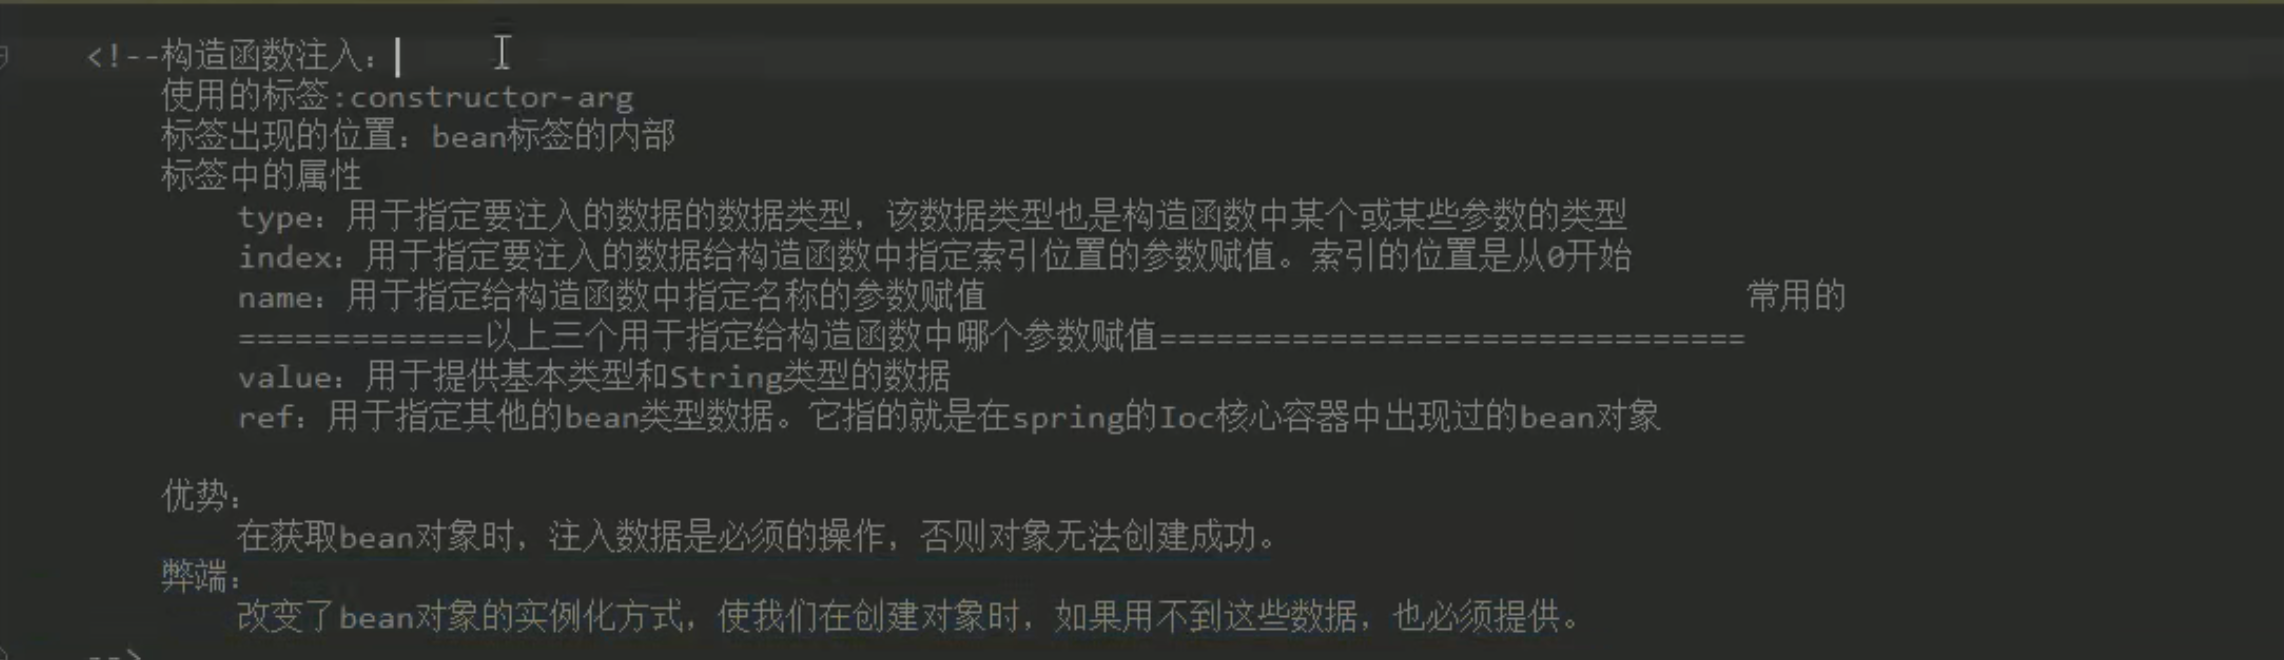 <!--构造函数注入：
使用的标签:constructor-arg
标签出现的位置：bean标签的内部
标签中的属性
type：用于指定要注入的数据的数据类型，该数据类型也是构造函数中某个或某些参数的类型
index：用于指定要注入的数据给构造函数中指定索引位置的参数赋值。索引的位置是从0开始
name：用于指定给构造函数中指定名称的参数赋值 常用的
=============以上三个用于指定给构造函数中哪个参数赋值===============================
value：用于提供基本类型和String类型的数据
ref：用于指定其他的bean类型数据。它指的就是在spring的Ioc核心容器中出现过的bean对象
优势：
在获取bean对象时，注入数据是必须的操作，否则对象无法创建成功。
弊端：
改变了bean对象的实例化方式，使我们在创建对象时，如果用不到这些数据，也必须提供。
-->